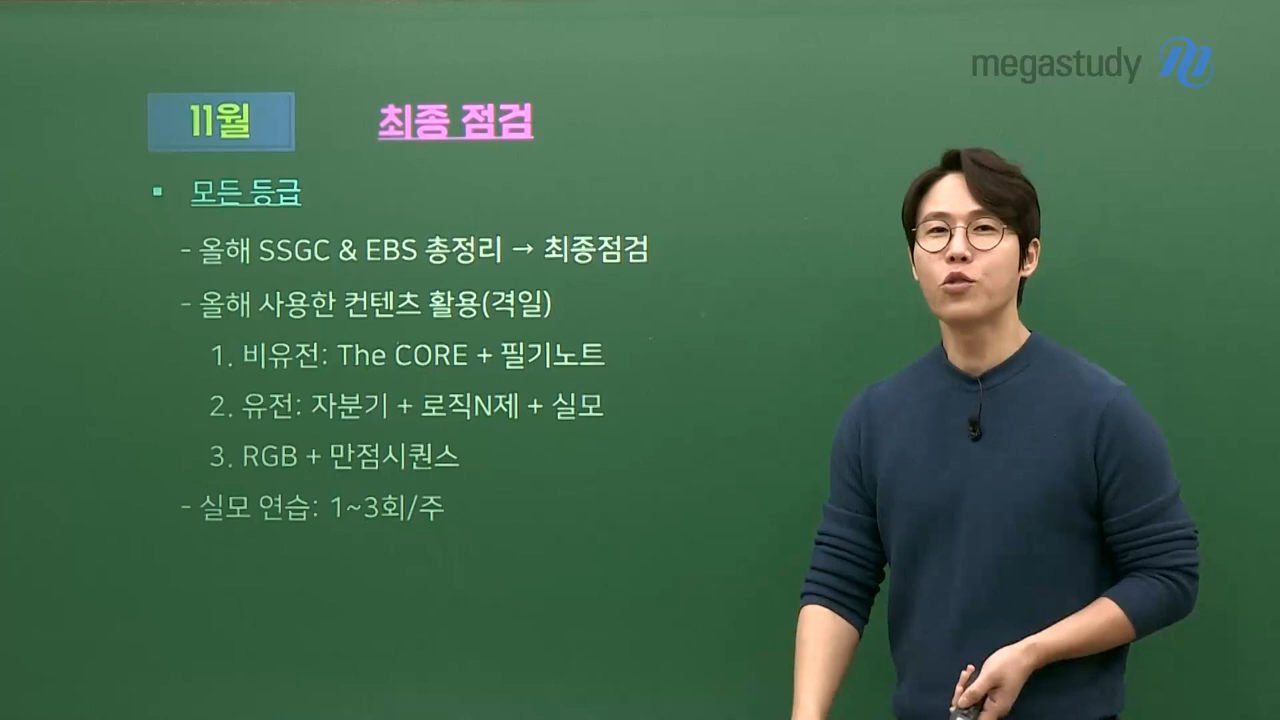 megastudy
11월 최종 점검
▪ 모든 등급
- 올해 SSGC & EBS 총정리 → 최종점검
- 올해 사용한 컨텐츠 활용(격일)
1. 비유전: The CORE + 필기노트
2. 유전: 자분기 + 로직N제 + 실모
3. RGB + 만점시퀀스
- 실모 연습: 1~3회/주